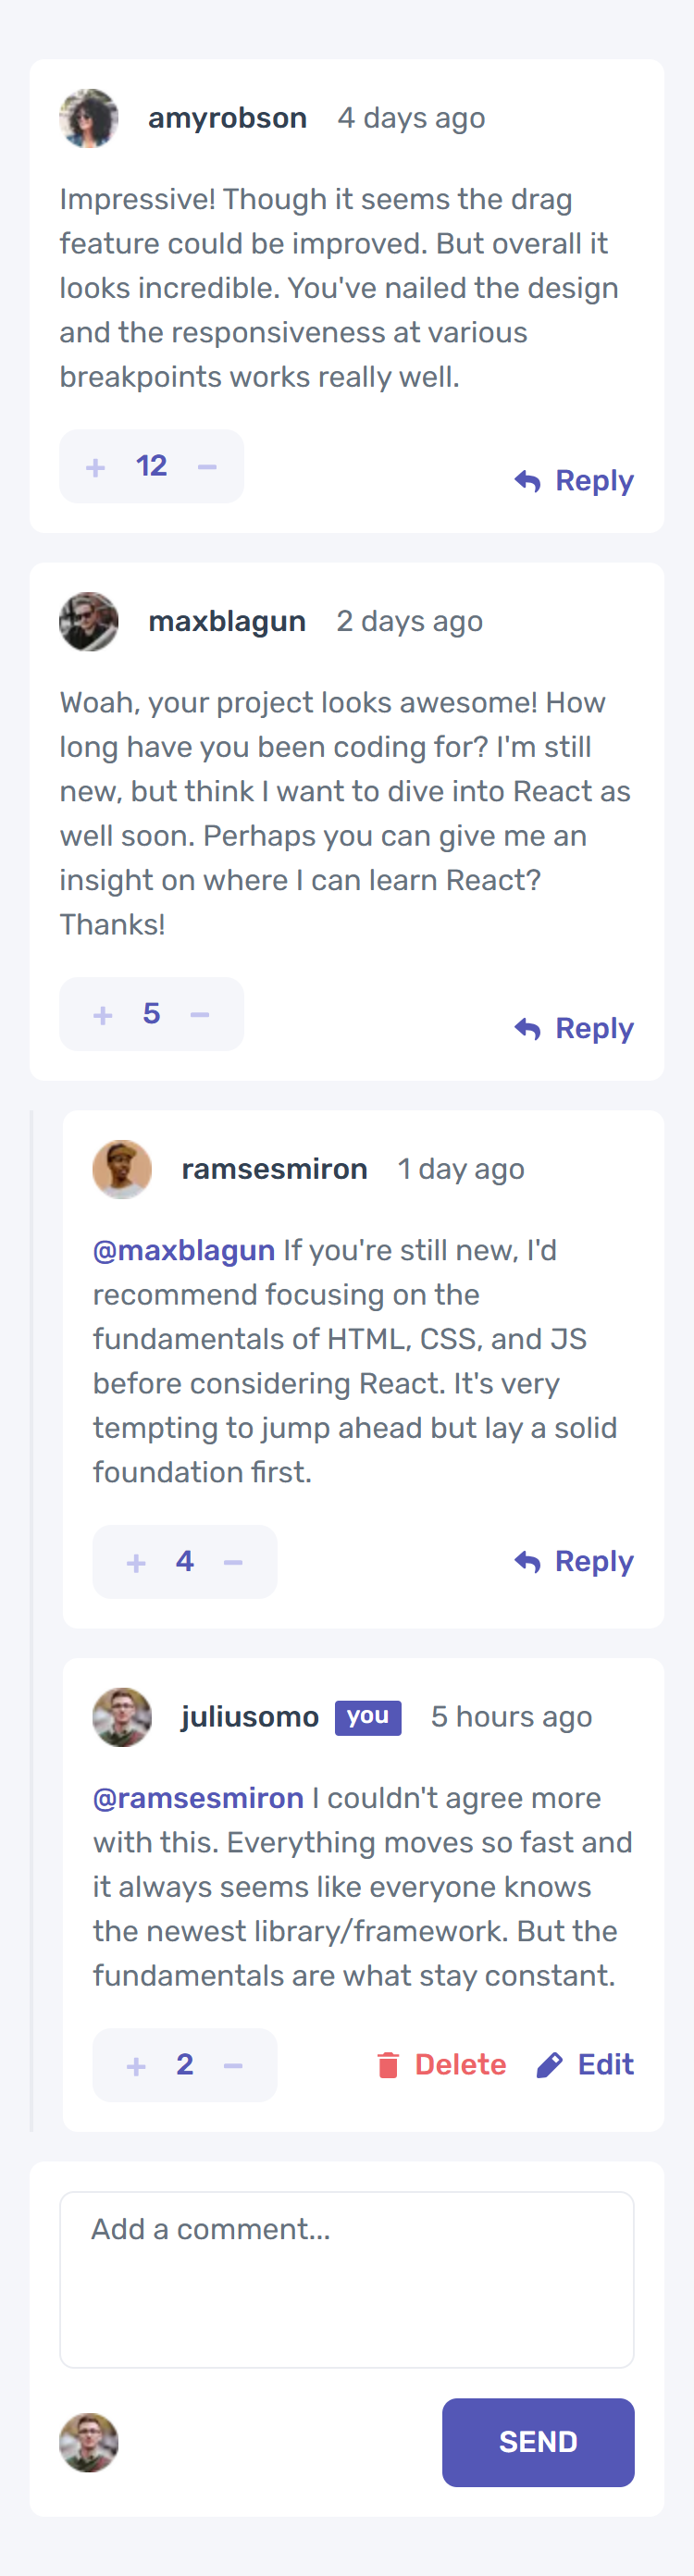 amyrobson 4 days ago
Impressive! Though it seems the drag
feature could be improved. But overall it
looks incredible. You've nailed the design
and the responsiveness at various
breakpoints works really well.
+ 12 −
Reply
maxblagun 2 days ago
Woah, your project looks awesome! How
long have you been coding for? I'm still
new, but think I want to dive into React as
well soon. Perhaps you can give me an
insight on where I can learn React?
Thanks!
+ 5 −
Reply
ramsesmiron 1 day ago
@maxblagun If you're still new, I'd
recommend focusing on the
fundamentals of HTML, CSS, and JS
before considering React. It's very
tempting to jump ahead but lay a solid
foundation first.
+ 4 − Reply
juliusomo you 5 hours ago
@ramsesmiron I couldn't agree more
with this. Everything moves so fast and
it always seems like everyone knows
the newest library/framework. But the
fundamentals are what stay constant.
+ 2 − Delete Edit
Add a comment...
SEND